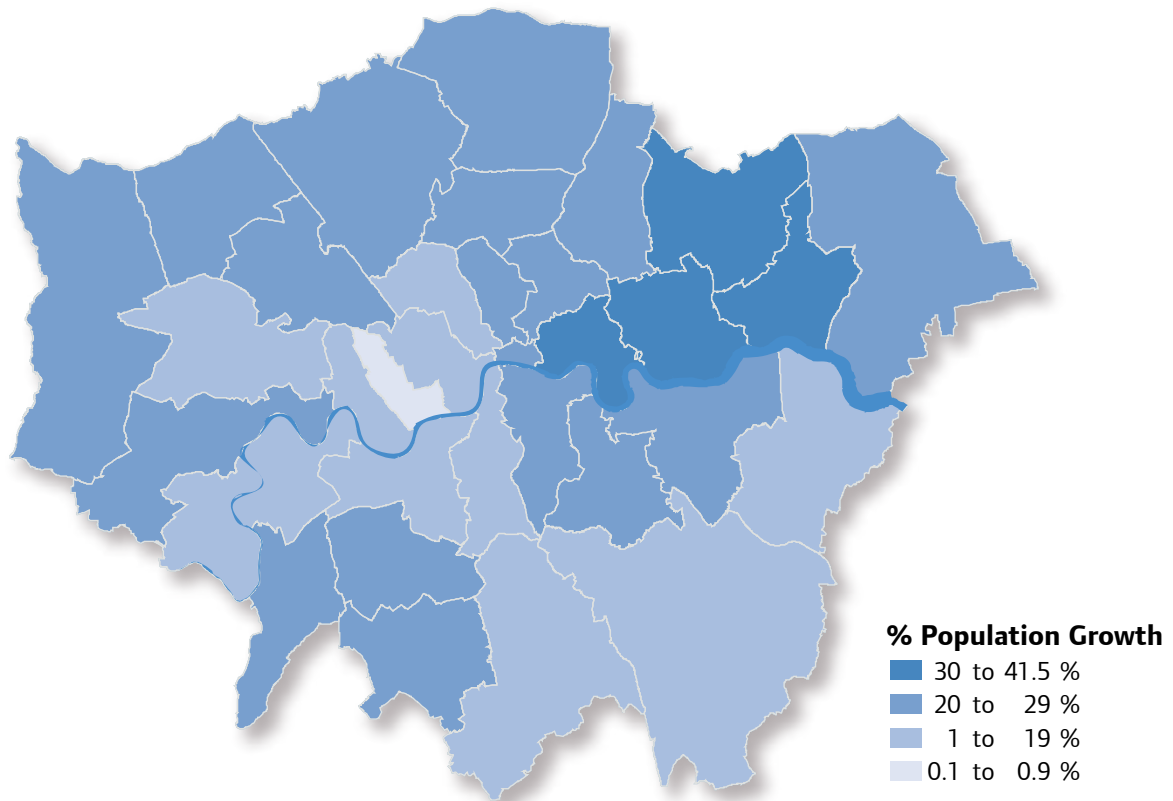 % Population Growth
30 to 41.5 %
20 to 29 %
1 to 19 %
0.1 to 0.9 %